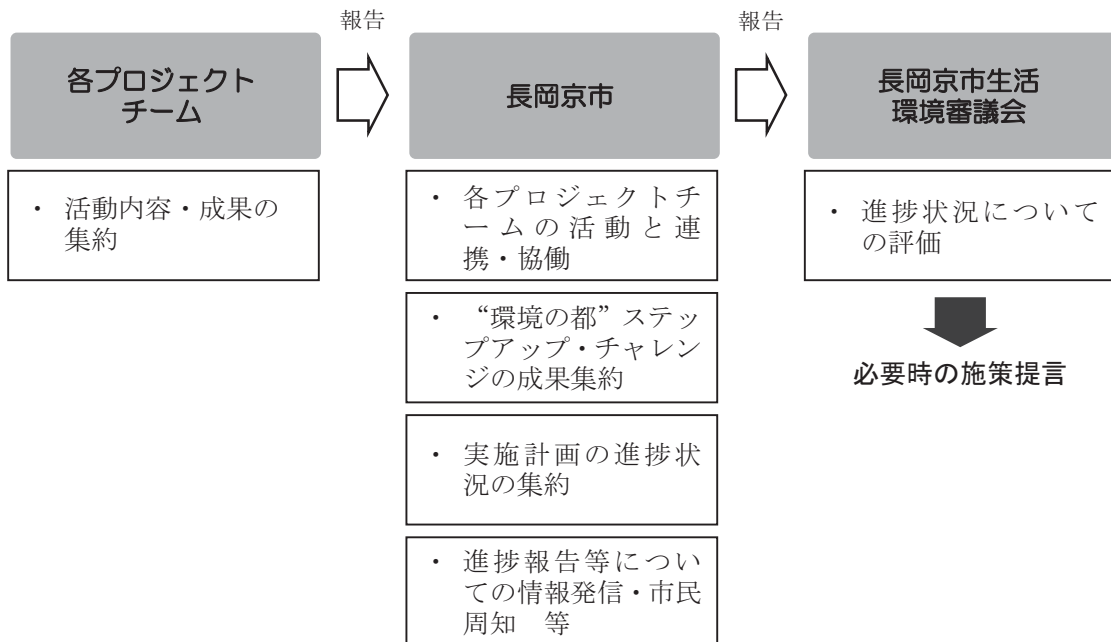 報告
報告
各プロジェクト
チーム
長岡京市
長岡京市生活
環境審議会
・ 活動内容・成果の
集約
・ 各プロジェクトチ
ームの活動と連
携・協働
・ “環境の都”ステッ
プアップ・チャレン
ジの成果集約
・ 実施計画の進捗状
況の集約
・ 進捗報告等につい
ての情報発信・市民
周知　等
・ 進捗状況について
の評価
必要時の施策提言